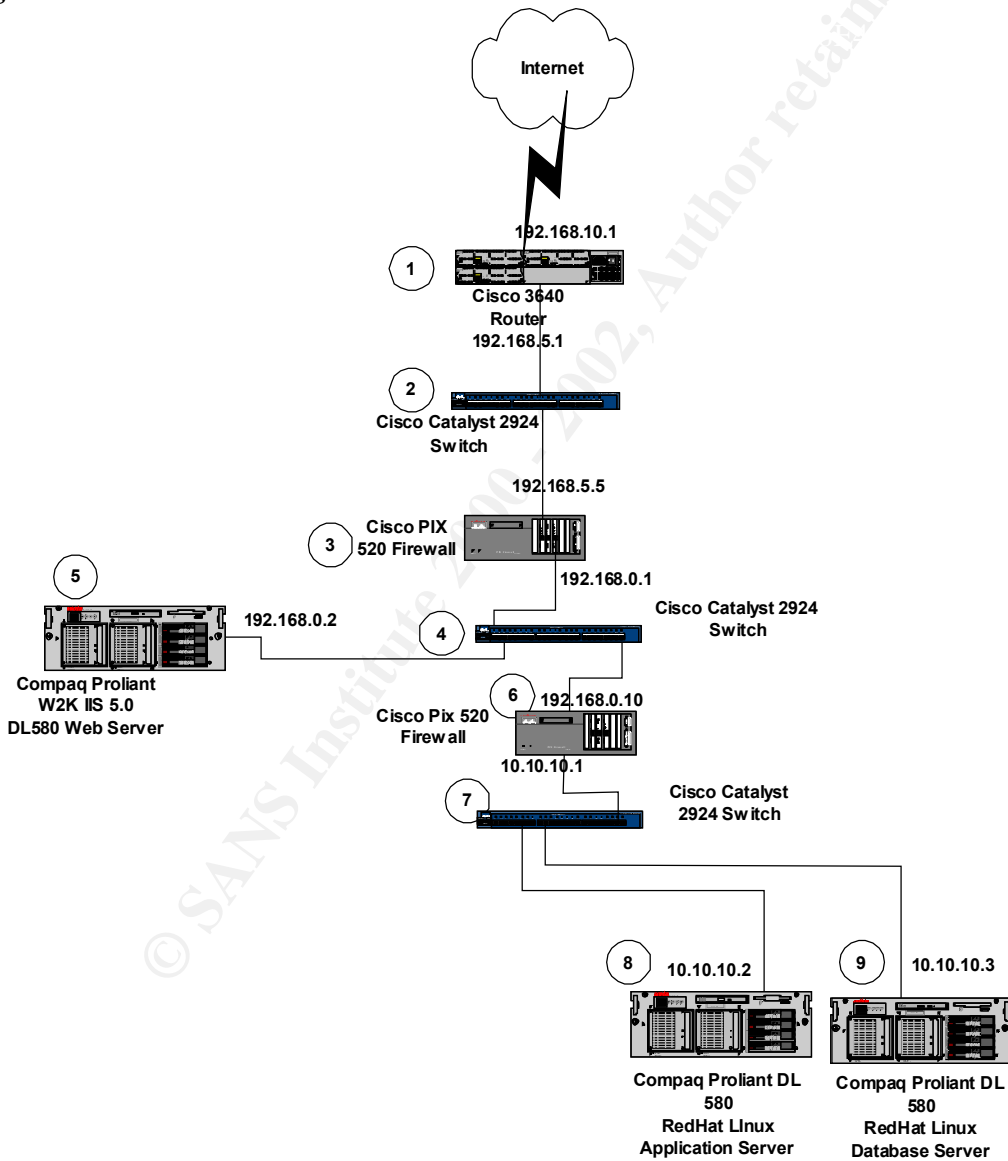 Internet
192.168.10.1
1
Cisco 3640
Router
192.168.5.1
2
Cisco Catalyst 2924
Switch
192.168.5.5
3
Cisco PIX
520 Firewall
192.168.0.1
5
192.168.0.2
4
Cisco Catalyst 2924
Switch
Compaq Proliant
W2K IIS 5.0
DL580 Web Server
6
192.168.0.10
Cisco Pix 520
Firewall
10.10.10.1
7
Cisco Catalyst
2924 Switch
8
10.10.10.2
9
10.10.10.3
Compaq Proliant DL
580
RedHat LInux
Application Server
Compaq Proliant DL
580
RedHat Linux
Database Server
© SANS Institute 2000 - 2002, Author retains